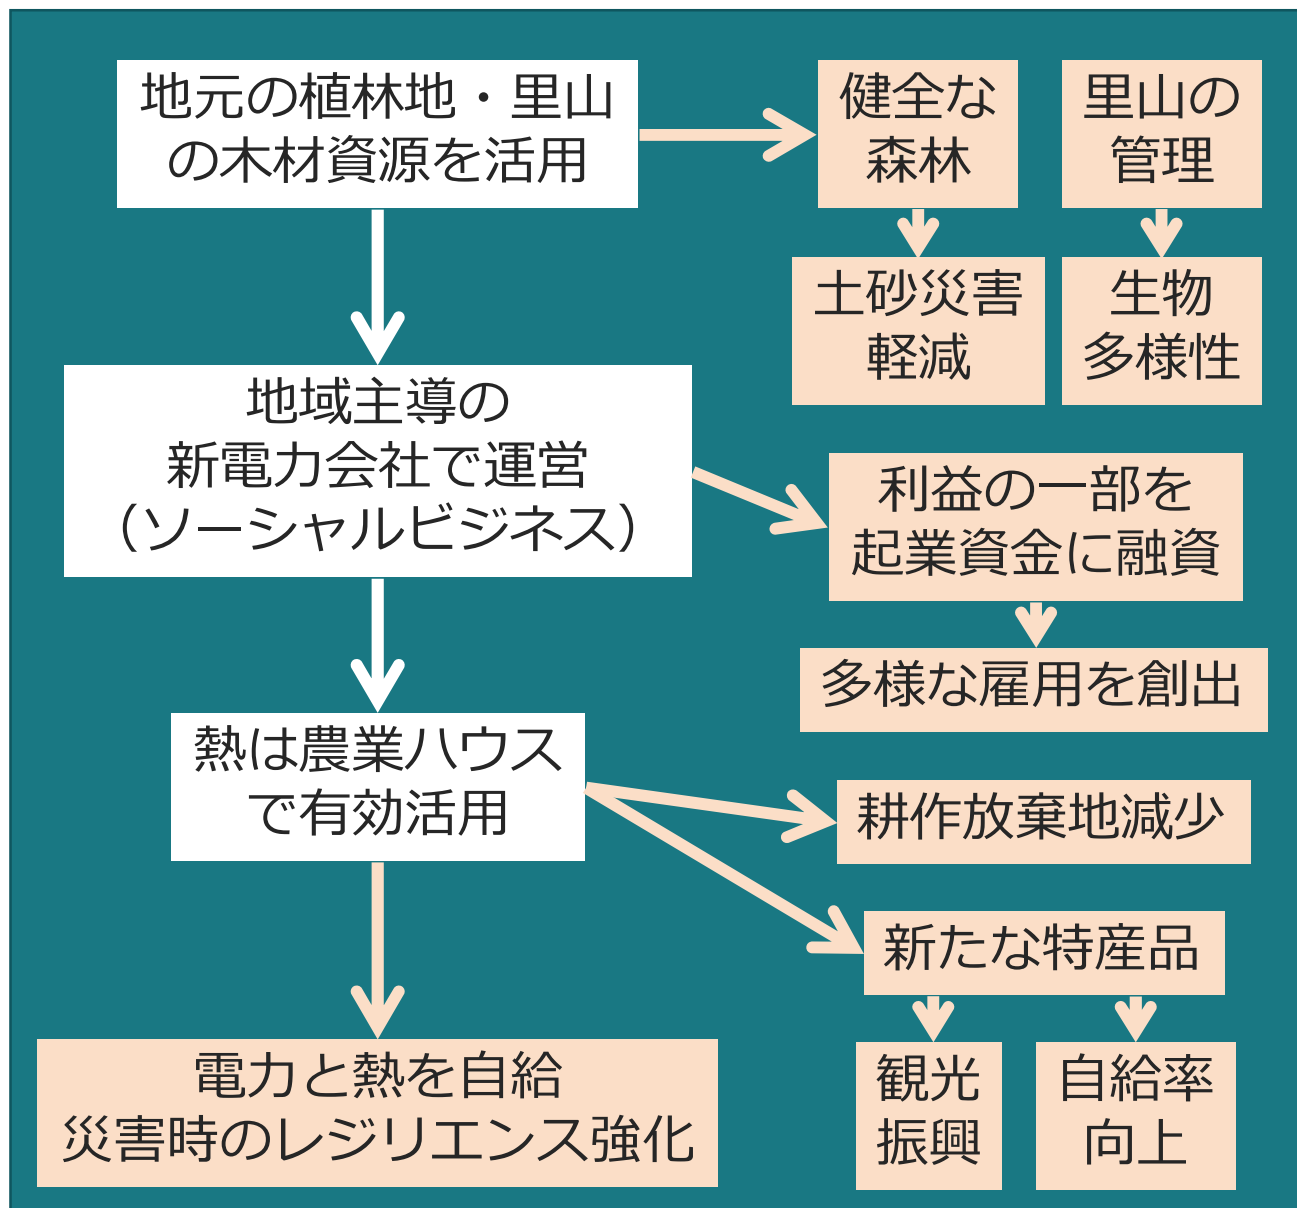 地元の植林地・里山
の木材資源を活用
健全な
森林
里山の
管理
土砂災害
軽減
生物
多様性
地域主導の
新電力会社で運営
（ソーシャルビジネス）
利益の一部を
起業資金に融資
多様な雇用を創出
熱は農業ハウス
で有効活用
耕作放棄地減少
新たな特産品
観光
振興
自給率
向上
電力と熱を自給
災害時のレジリエンス強化